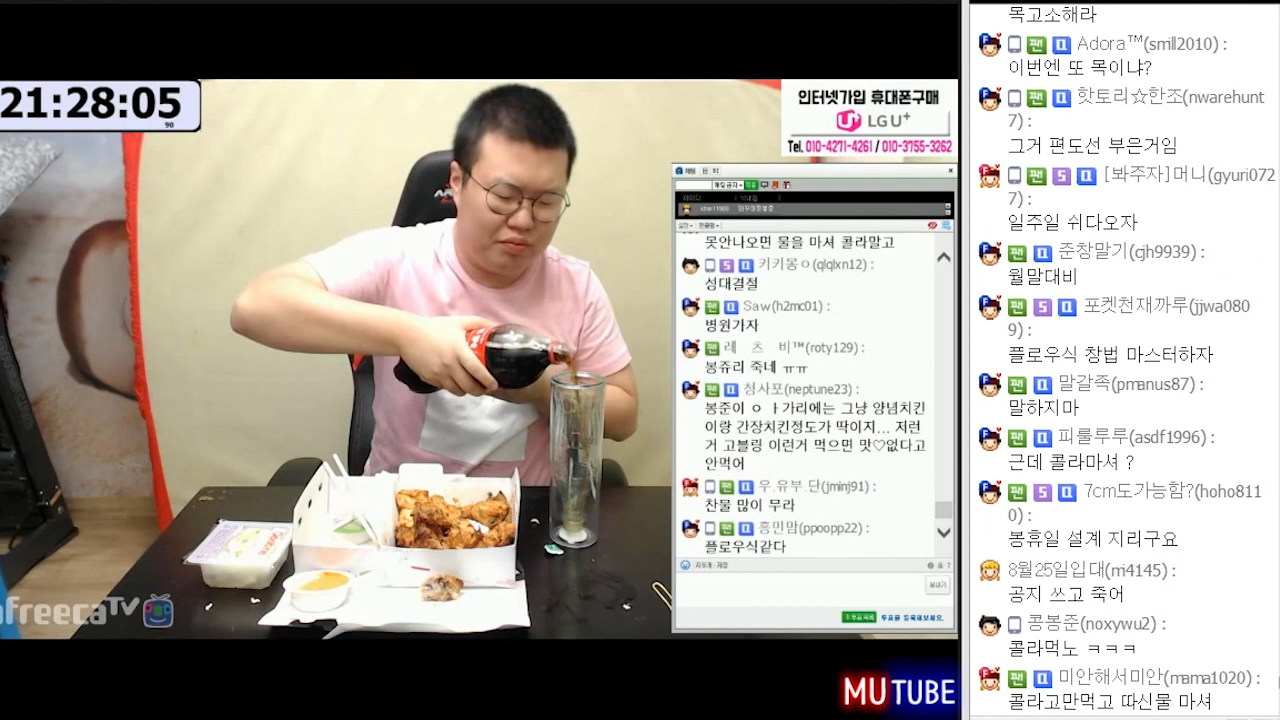 21:28:05
90
인터넷가입 휴대폰구매
LG U+
Tel. 010-4271-4261 / 010-3755-3262
못안나오면 물을 마셔 콜라말고
키키몽ㅇ(qlqlxn12) :
성대결절
Saw(h2mc01) :
병원가자
레 츠 비™(roty129) :
봉쥬리 죽네 ㅠㅠ
청사포(neptune23) :
봉준이 ㅇ ㅏ가리에는 그냥 양념치킨
이랑 간장치킨정도가 딱이지... 저런
거 고블링 이런거 먹으면 맛♡없다고
안먹어
우.유부.단(jminj91) :
찬물 많이 무라
흥민맘(ppoopp22) :
플로우식같다
afreecaTV
MUTUBE
목고소해라
Adora™(smill2010) :
이번엔 또 목이냐?
핫토리☆한조(nwarehunt
7) :
그거 편도선 부은거임
[봐주자]머니(gyuri072
7) :
일주일 쉬다오자
준창말기(gjh9939) :
월말대비
포켓천재까루(jjwa080
9) :
플로우식 창법 마스터하자
말갈족(pmanus87) :
말하지마
피룰루루(asdf1996) :
근데 콜라마셔 ?
7cm도가능함?(hoho811
0) :
봉휴일 설계 지리구요
8월25일입대(rri4145) :
공지 쓰고 죽어
콩봉준(noxywu2) :
콜라먹노 ㅋㅋㅋ
미안해서미안(mama1020) :
콜라고만먹고 따신물 마셔